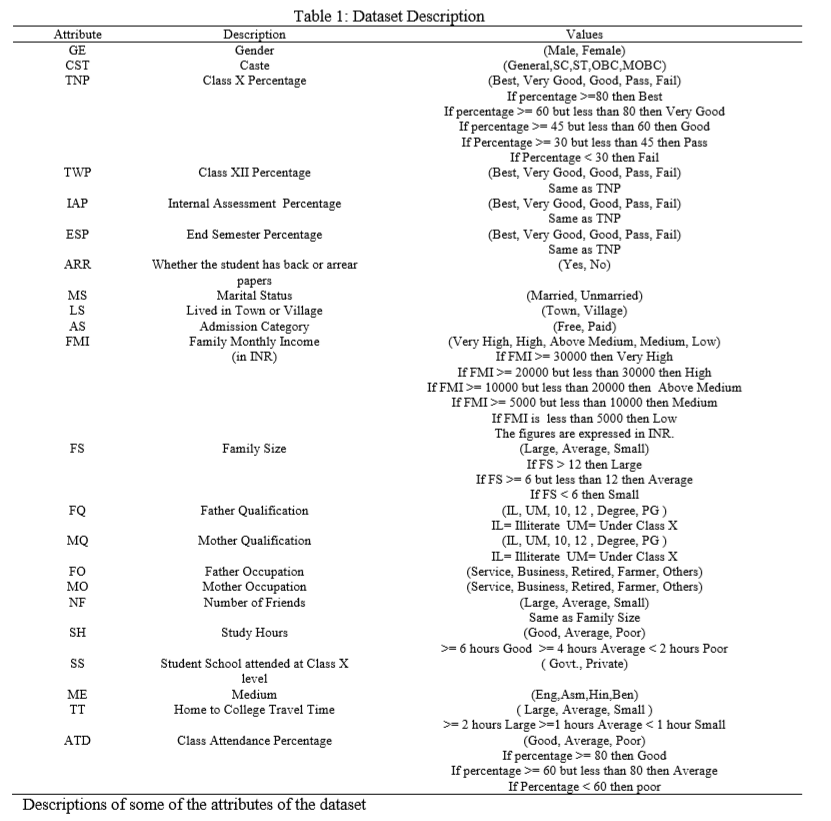 Table 1: Dataset Description
Attribute Description Values
GE Gender (Male, Female)
CST Caste (General,SC,ST,OBC,MOBC)
TNP Class X Percentage (Best, Very Good, Good, Pass, Fail)
If percentage >=80 then Best
If percentage >= 60 but less than 80 then Very Good
If percentage >= 45 but less than 60 then Good
If Percentage >= 30 but less than 45 then Pass
If Percentage < 30 then Fail
TWP Class XII Percentage (Best, Very Good, Good, Pass, Fail)
Same as TNP
IAP Internal Assessment Percentage (Best, Very Good, Good, Pass, Fail)
Same as TNP
ESP End Semester Percentage (Best, Very Good, Good, Pass, Fail)
Same as TNP
ARR Whether the student has back or arrear (Yes, No)
papers
MS Marital Status (Married, Unmarried)
LS Lived in Town or Village (Town, Village)
AS Admission Category (Free, Paid)
FMI Family Monthly Income (Very High, High, Above Medium, Medium, Low)
(in INR) If FMI >= 30000 then Very High
If FMI >= 20000 but less than 30000 then High
If FMI >= 10000 but less than 20000 then Above Medium
If FMI >= 5000 but less than 10000 then Medium
If FMI is less than 5000 then Low
The figures are expressed in INR.
FS Family Size (Large, Average, Small)
If FS > 12 then Large
If FS >= 6 but less than 12 then Average
If FS < 6 then Small
FQ Father Qualification (IL, UM, 10, 12 , Degree, PG )
IL= Illiterate UM= Under Class X
MQ Mother Qualification (IL, UM, 10, 12 , Degree, PG )
IL= Illiterate UM= Under Class X
FO Father Occupation (Service, Business, Retired, Farmer, Others)
MO Mother Occupation (Service, Business, Retired, Farmer, Others)
NF Number of Friends (Large, Average, Small)
Same as Family Size
SH Study Hours (Good, Average, Poor)
>= 6 hours Good >= 4 hours Average < 2 hours Poor
SS Student School attended at Class X ( Govt., Private)
level
ME Medium (Eng,Asm,Hin,Ben)
TT Home to College Travel Time ( Large, Average, Small )
>= 2 hours Large >=1 hours Average < 1 hour Small
ATD Class Attendance Percentage (Good, Average, Poor)
If percentage >= 80 then Good
If percentage >= 60 but less than 80 then Average
If Percentage < 60 then poor
Descriptions of some of the attributes of the dataset